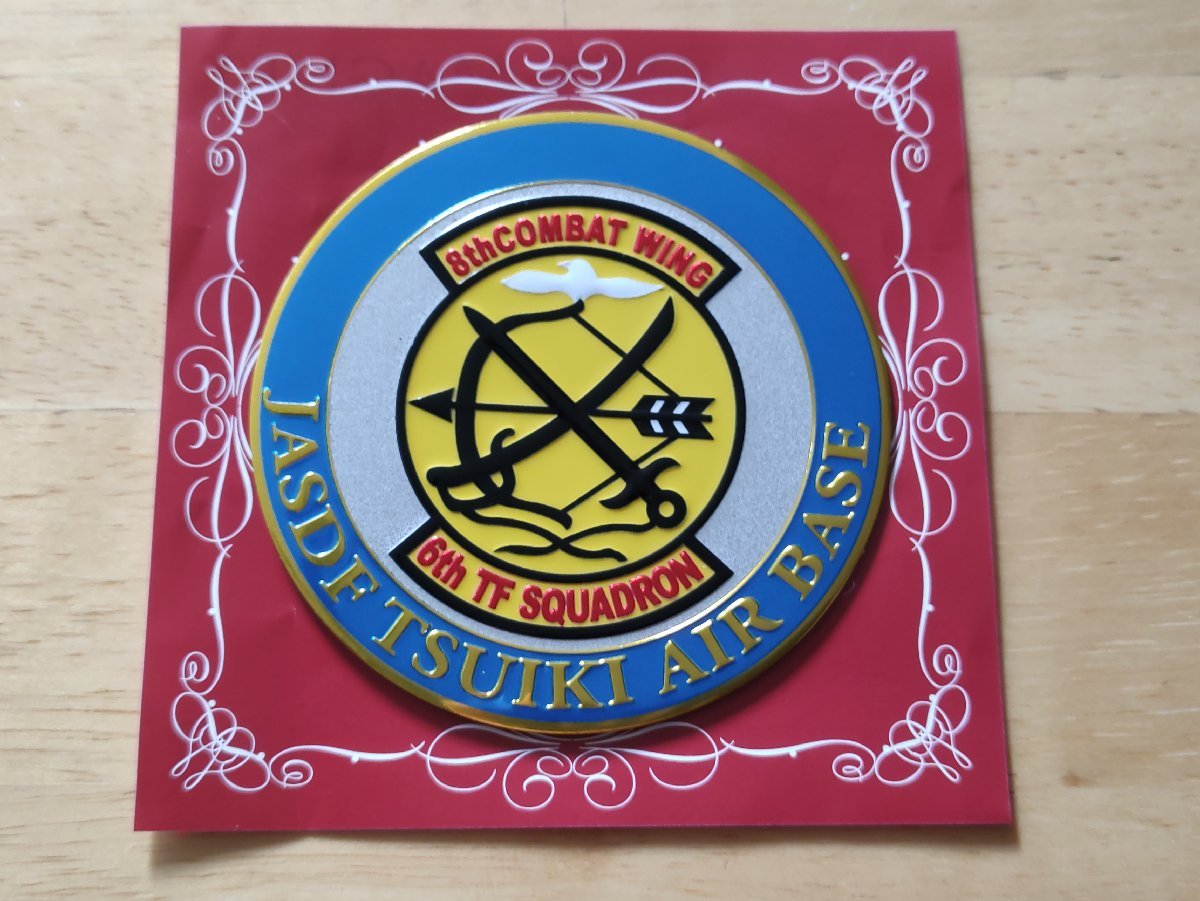 8thCOMBAT WING
6th TF SQUADRON
JASDF TSUIKI AIR BASE